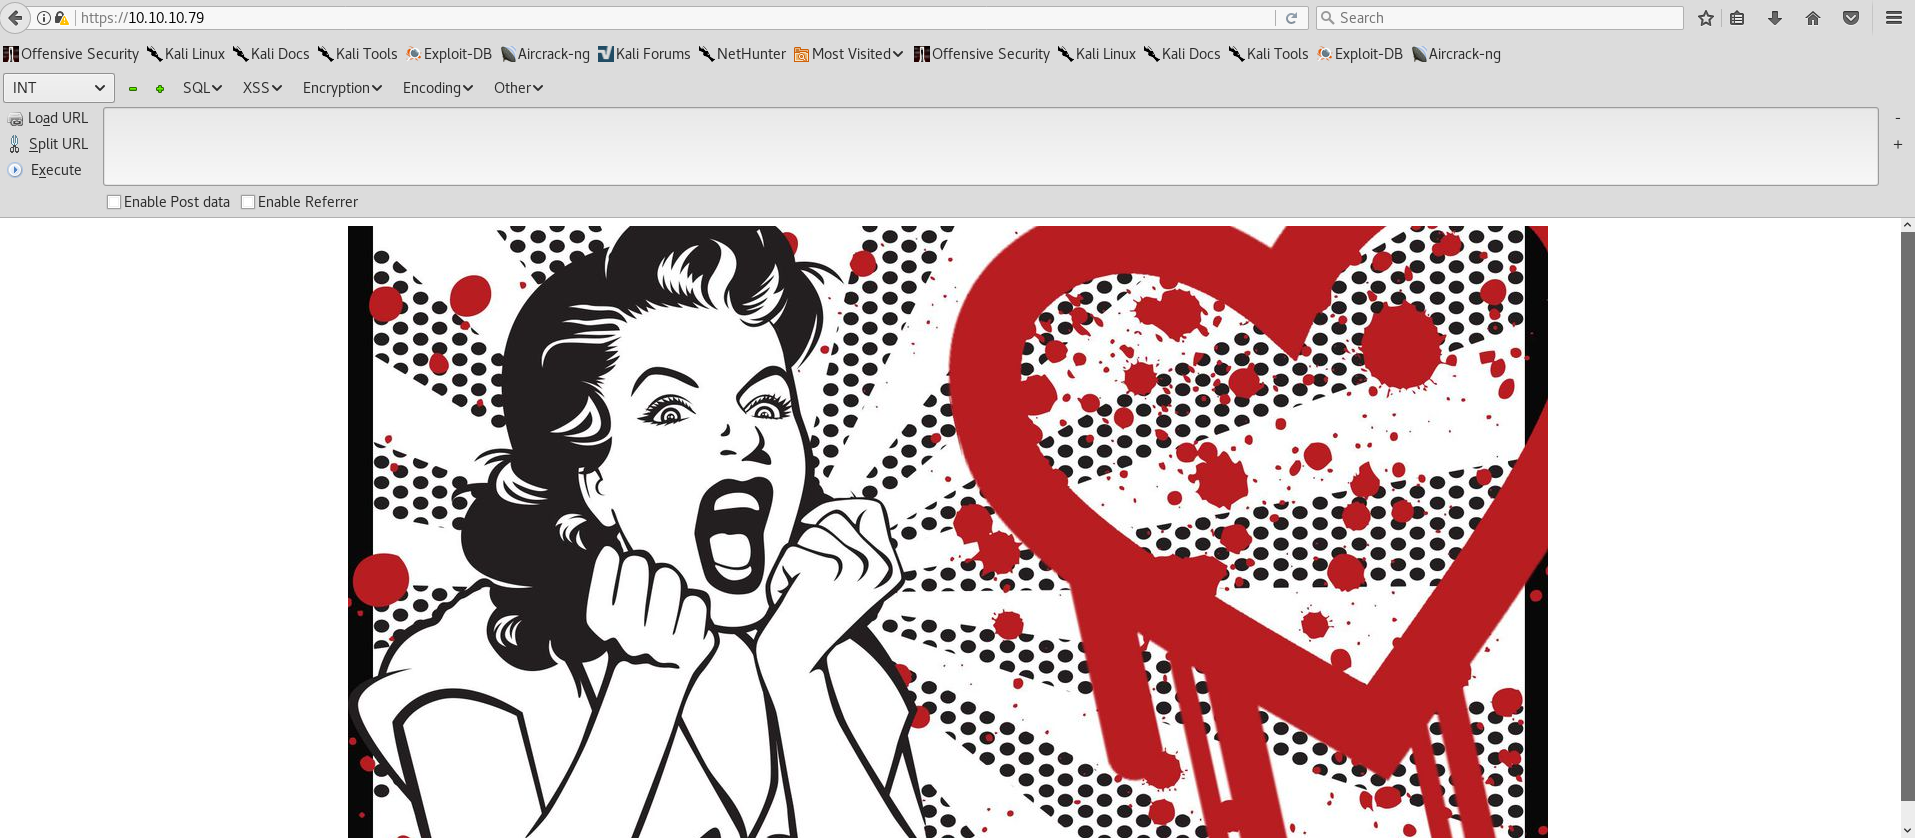 https://10.10.10.79 Search
Offensive Security Kali Linux Kali Docs Kali Tools Exploit-DB Aircrack-ng Kali Forums NetHunter Most Visited Offensive Security Kali Linux Kali Docs Kali Tools Exploit-DB Aircrack-ng
INT SQL XSS Encryption Encoding Other
Load URL -
Split URL +
Execute
Enable Post data Enable Referrer